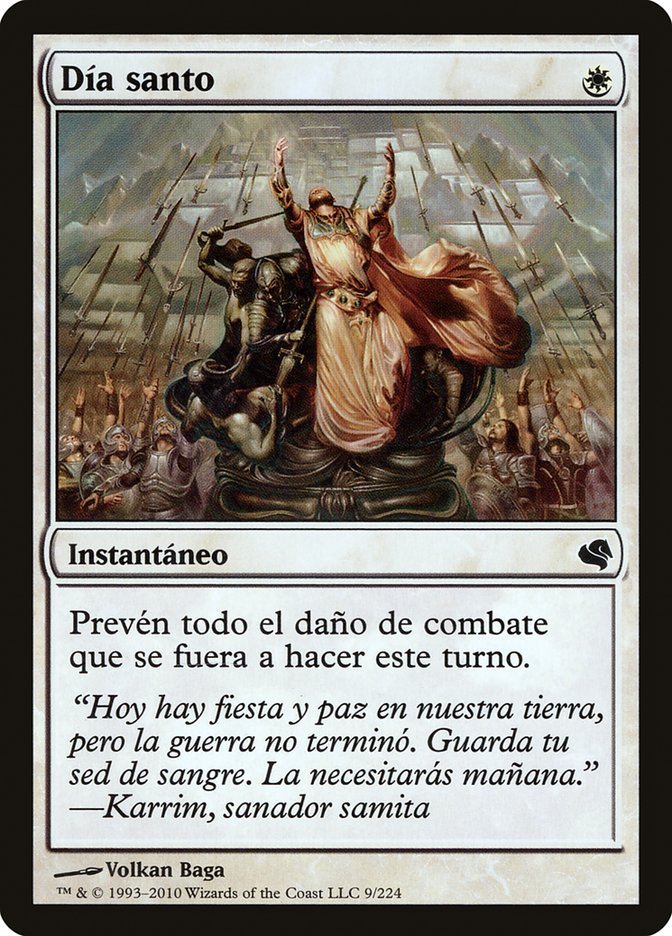 Día santo
Instantáneo
Prevén todo el daño de combate
que se fuera a hacer este turno.
“Hoy hay fiesta y paz en nuestra tierra,
pero la guerra no terminó. Guarda tu
sed de sangre. La necesitarás mañana.”
—Karrim, sanador samita
Volkan Baga
™ & © 1993–2010 Wizards of the Coast LLC 9/224